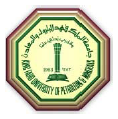 جامعة الملك فهد للبترول والمعادن
KING FAHD UNIVERSITY OF PETROLEUM & MINERALS